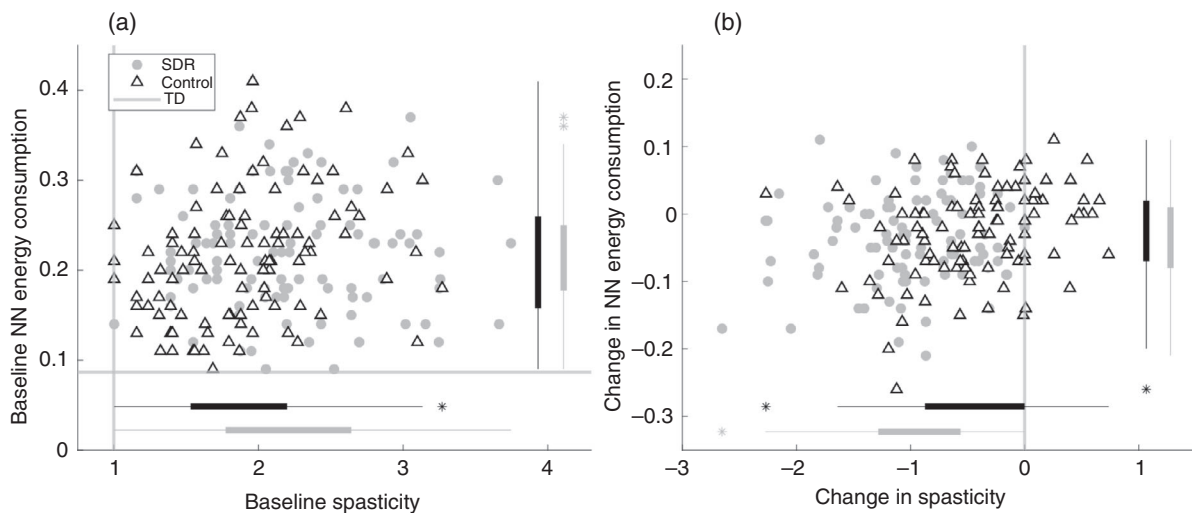 (a)
SDR
Control
TD
Baseline NN energy consumption
0.4
0.3
0.2
0.1
0
1
2
3
4
Baseline spasticity
(b)
Change in NN energy consumption
0.2
0.1
0
−0.1
−0.2
−0.3
−3
−2
−1
0
1
Change in spasticity